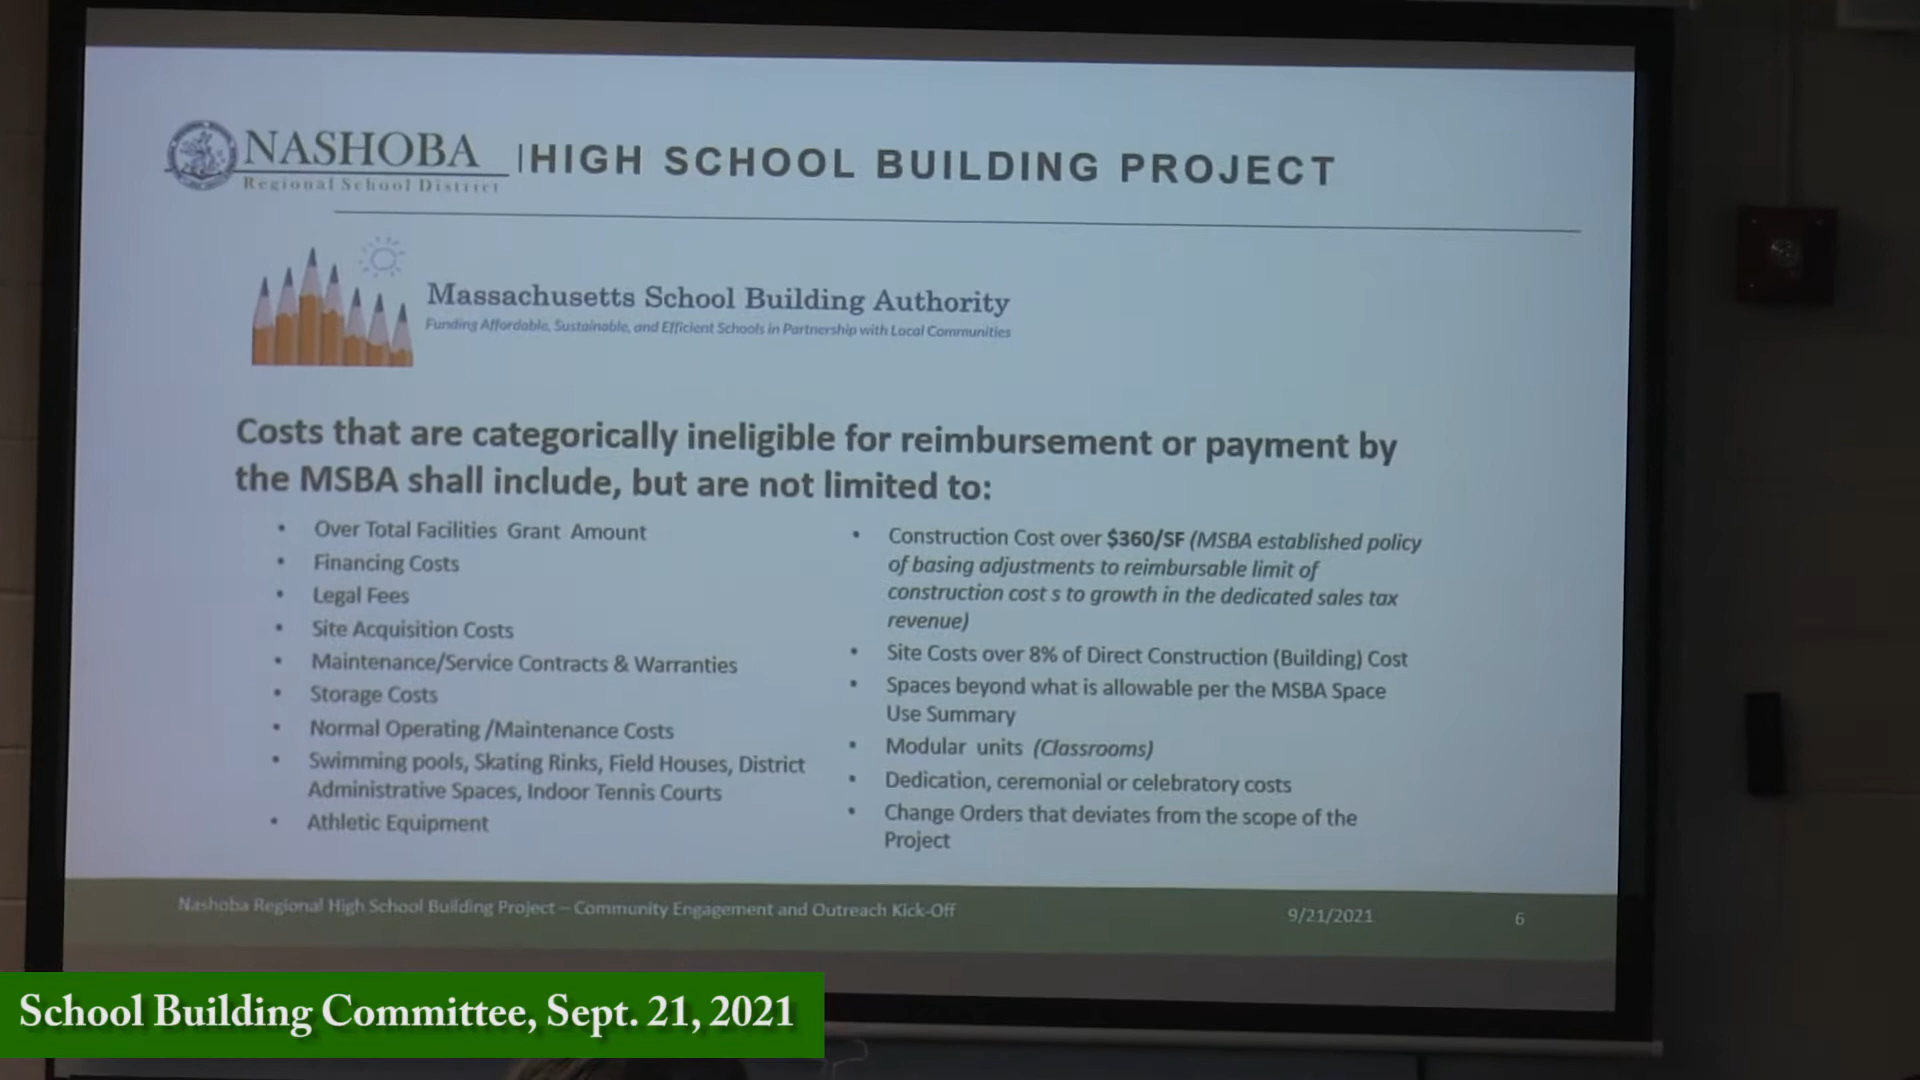 NASHOBA
Regional School District
HIGH SCHOOL BUILDING PROJECT
Massachusetts School Building Authority
Funding Affordable, Sustainable, and Efficient Schools in Partnership with Local Communities
Costs that are categorically ineligible for reimbursement or payment by
the MSBA shall include, but are not limited to:
• Over Total Facilities Grant Amount
• Financing Costs
• Legal Fees
• Site Acquisition Costs
• Maintenance/Service Contracts & Warranties
• Storage Costs
• Normal Operating /Maintenance Costs
• Swimming pools, Skating Rinks, Field Houses, District
Administrative Spaces, Indoor Tennis Courts
• Athletic Equipment
• Construction Cost over $360/SF (MSBA established policy
of basing adjustments to reimbursable limit of
construction cost s to growth in the dedicated sales tax
revenue)
• Site Costs over 8% of Direct Construction (Building) Cost
• Spaces beyond what is allowable per the MSBA Space
Use Summary
• Modular units (Classrooms)
• Dedication, ceremonial or celebratory costs
• Change Orders that deviates from the scope of the
Project
Nashoba Regional High School Building Project – Community Engagement and Outreach Kick-Off
9/21/2021
6
School Building Committee, Sept. 21, 2021